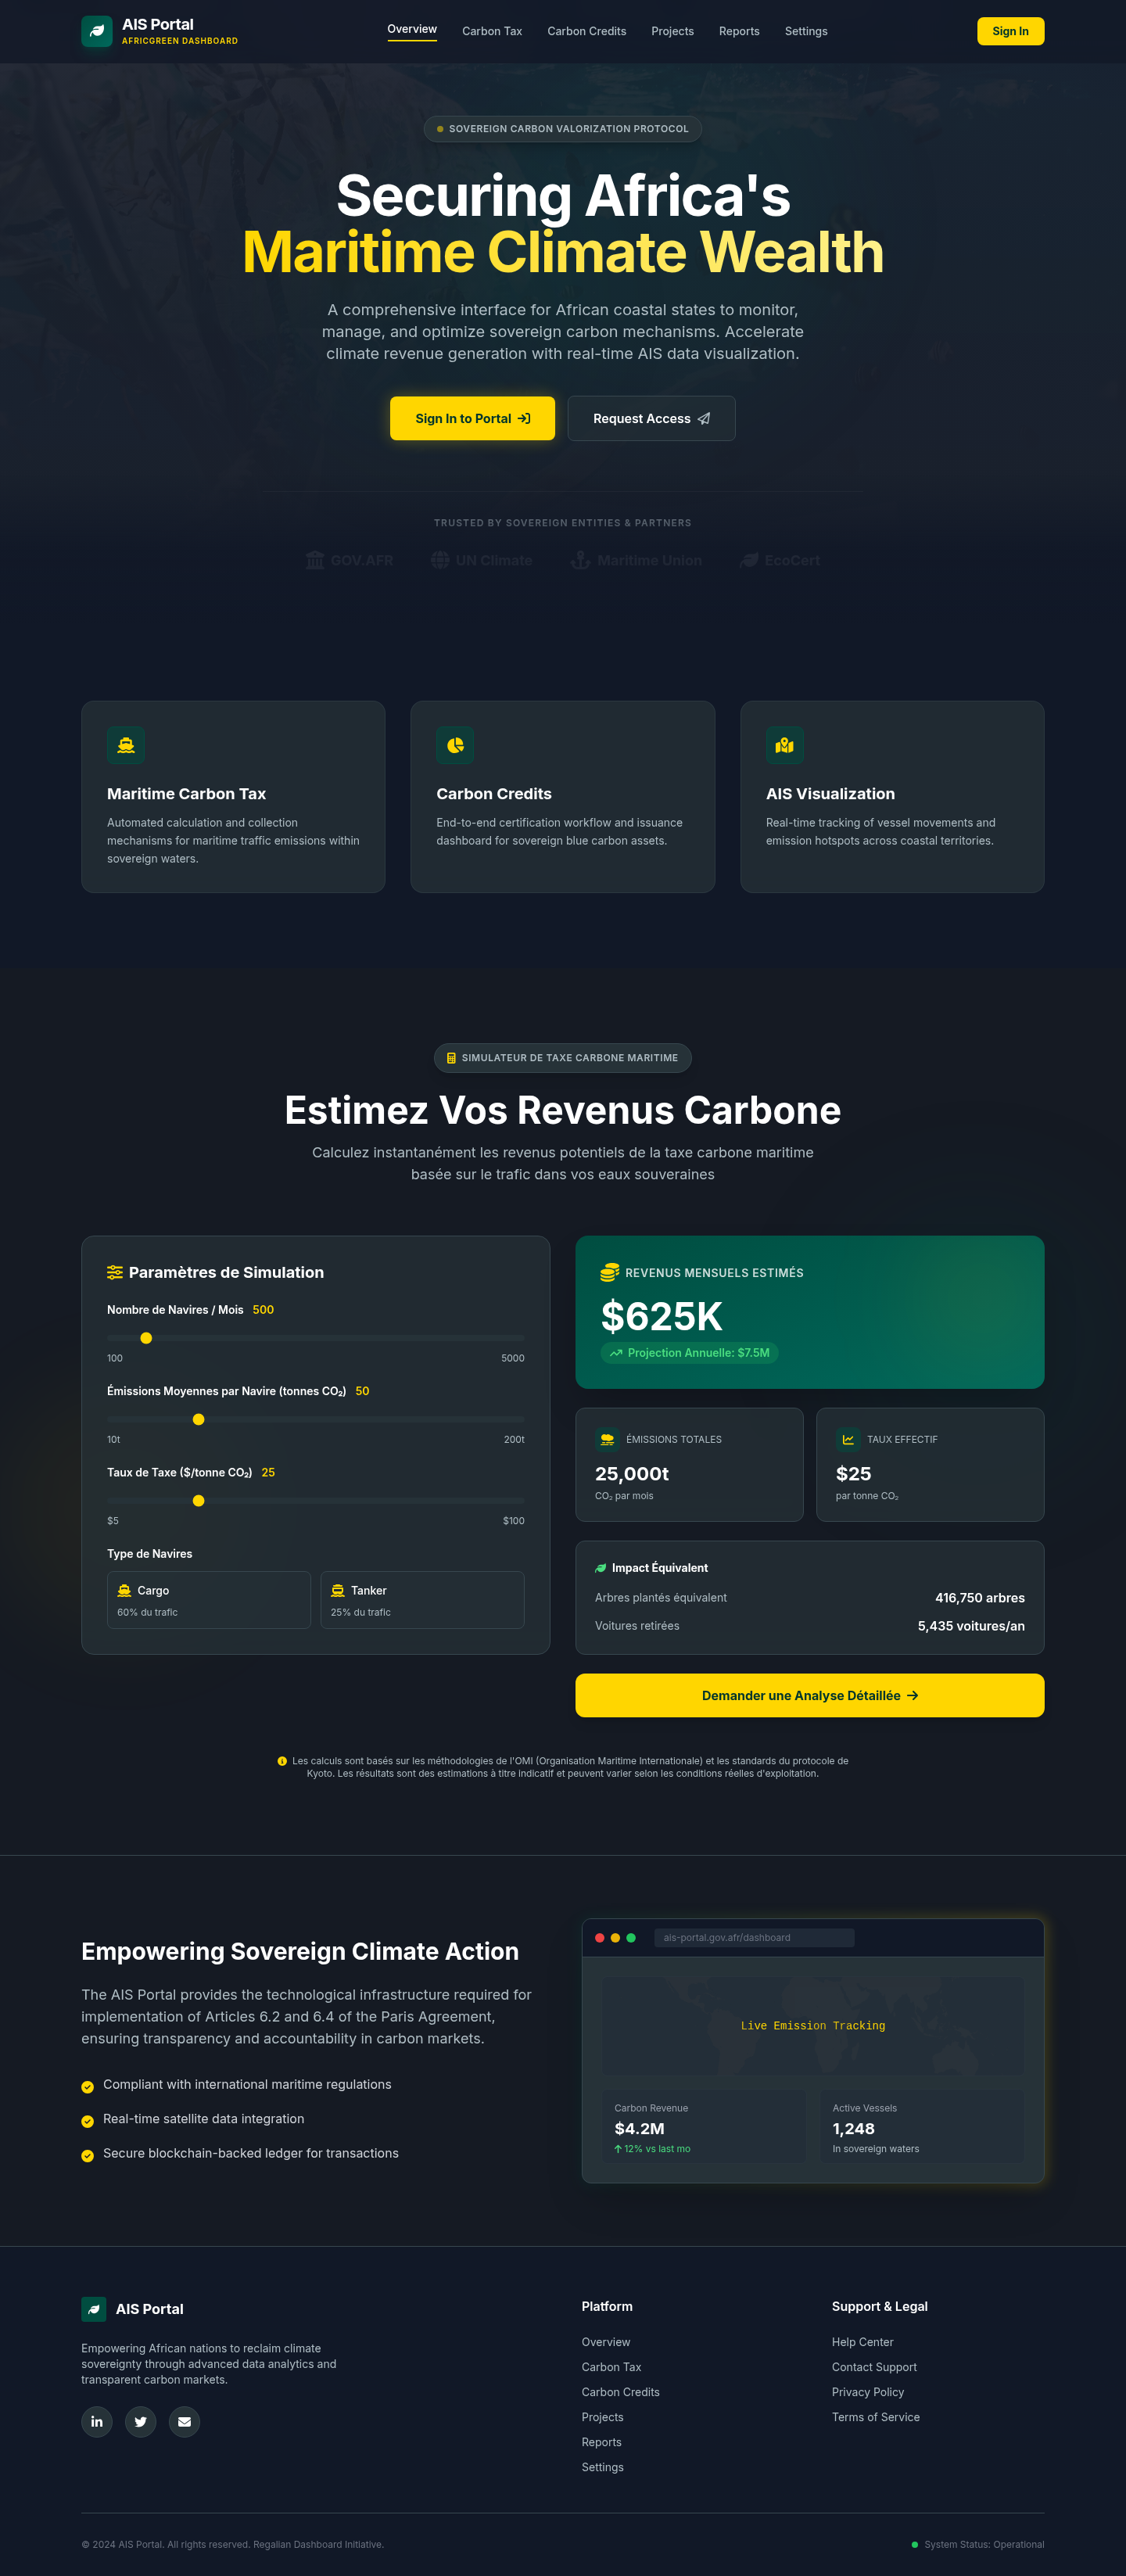 AIS Portal
AFRICGREEN DASHBOARD
Overview
Carbon Tax
Carbon Credits
Projects
Reports
Settings
Sign In
SOVEREIGN CARBON VALORIZATION PROTOCOL
Securing Africa's
Maritime Climate Wealth
A comprehensive interface for African coastal states to monitor,
manage, and optimize sovereign carbon mechanisms. Accelerate
climate revenue generation with real-time AIS data visualization.
Sign In to Portal
Request Access
TRUSTED BY SOVEREIGN ENTITIES & PARTNERS
GOV.AFR
UN Climate
Maritime Union
EcoCert
Maritime Carbon Tax
Automated calculation and collection
mechanisms for maritime traffic emissions within
sovereign waters.
Carbon Credits
End-to-end certification workflow and issuance
dashboard for sovereign blue carbon assets.
AIS Visualization
Real-time tracking of vessel movements and
emission hotspots across coastal territories.
SIMULATEUR DE TAXE CARBONE MARITIME
Estimez Vos Revenus Carbone
Calculez instantanément les revenus potentiels de la taxe carbone maritime
basée sur le trafic dans vos eaux souveraines
Paramètres de Simulation
Nombre de Navires / Mois 500
100
5000
Émissions Moyennes par Navire (tonnes CO₂) 50
10t
200t
Taux de Taxe ($/tonne CO₂) 25
$5
$100
Type de Navires
Cargo
60% du trafic
Tanker
25% du trafic
REVENUS MENSUELS ESTIMÉS
$625K
Projection Annuelle: $7.5M
ÉMISSIONS TOTALES
25,000t
CO₂ par mois
TAUX EFFECTIF
$25
par tonne CO₂
Impact Équivalent
Arbres plantés équivalent
416,750 arbres
Voitures retirées
5,435 voitures/an
Demander une Analyse Détaillée
Les calculs sont basés sur les méthodologies de l'OMI (Organisation Maritime Internationale) et les standards du protocole de
Kyoto. Les résultats sont des estimations à titre indicatif et peuvent varier selon les conditions réelles d'exploitation.
Empowering Sovereign Climate Action
The AIS Portal provides the technological infrastructure required for
implementation of Articles 6.2 and 6.4 of the Paris Agreement,
ensuring transparency and accountability in carbon markets.
Compliant with international maritime regulations
Real-time satellite data integration
Secure blockchain-backed ledger for transactions
ais-portal.gov.afr/dashboard
Live Emission Tracking
Carbon Revenue
$4.2M
12% vs last mo
Active Vessels
1,248
In sovereign waters
AIS Portal
Empowering African nations to reclaim climate
sovereignty through advanced data analytics and
transparent carbon markets.
Platform
Overview
Carbon Tax
Carbon Credits
Projects
Reports
Settings
Support & Legal
Help Center
Contact Support
Privacy Policy
Terms of Service
© 2024 AIS Portal. All rights reserved. Regalian Dashboard Initiative.
System Status: Operational